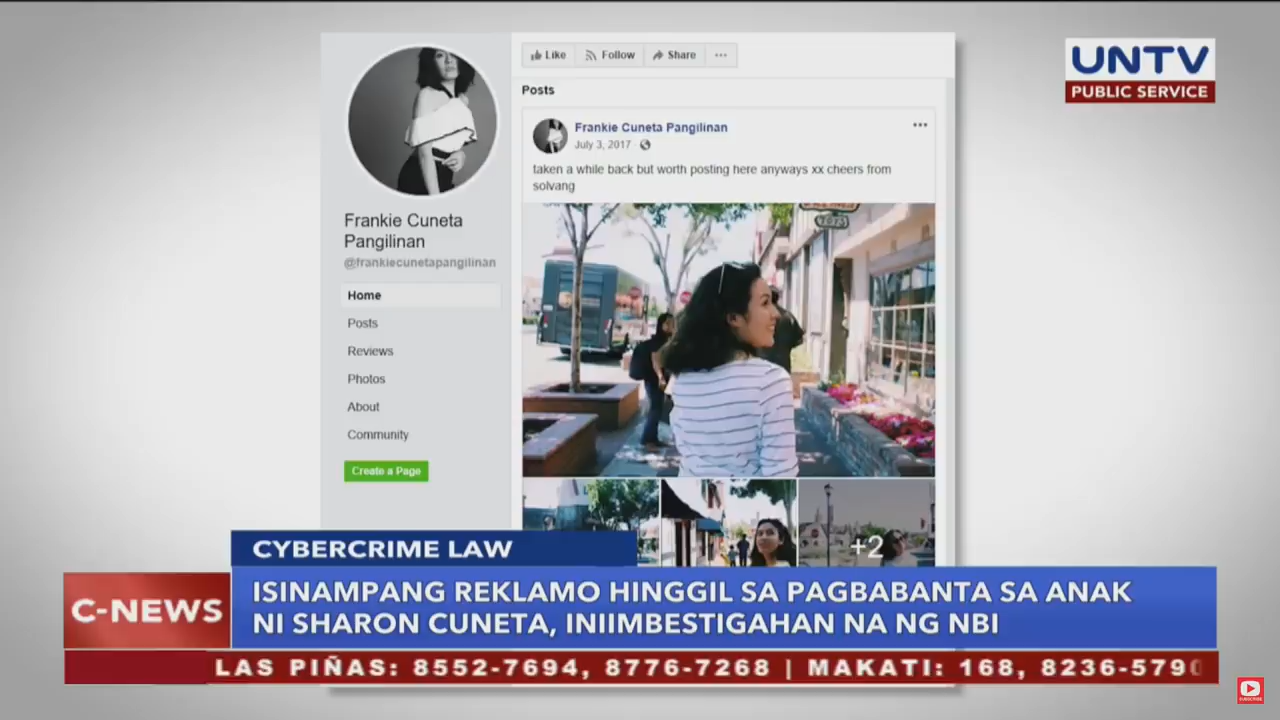 Like
Follow
Share
UNTV
PUBLIC SERVICE
Posts
Frankie Cuneta Pangilinan
July 3, 2017
taken a while back but worth posting here anyways xx cheers from
solvang
Frankie Cuneta
Pangilinan
@frankiecunetapangilinan
Home
Posts
Reviews
Photos
About
Community
Create a Page
+2
CYBERCRIME LAW
C-NEWS
ISINAMPANG REKLAMO HINGGIL SA PAGBABANTA SA ANAK
NI SHARON CUNETA, INIIMBESTIGAHAN NA NG NBI
LAS PIÑAS: 8552-7694, 8776-7268 | MAKATI: 168, 8236-5790
SUBSCRIBE